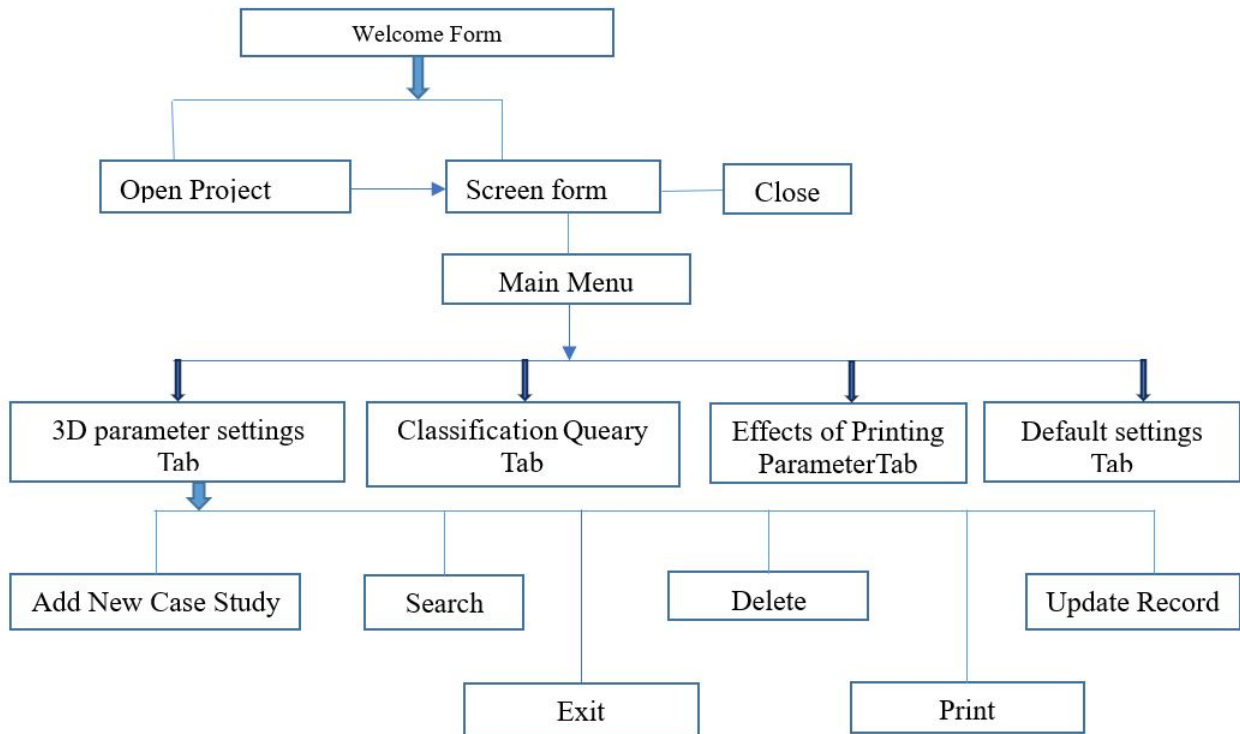 Welcome Form
Open Project
Screen form
Close
Main Menu
3D parameter settings
Tab
Classification Queary
Tab
Effects of Printing
ParameterTab
Default settings
Tab
Add New Case Study
Search
Delete
Update Record
Exit
Print